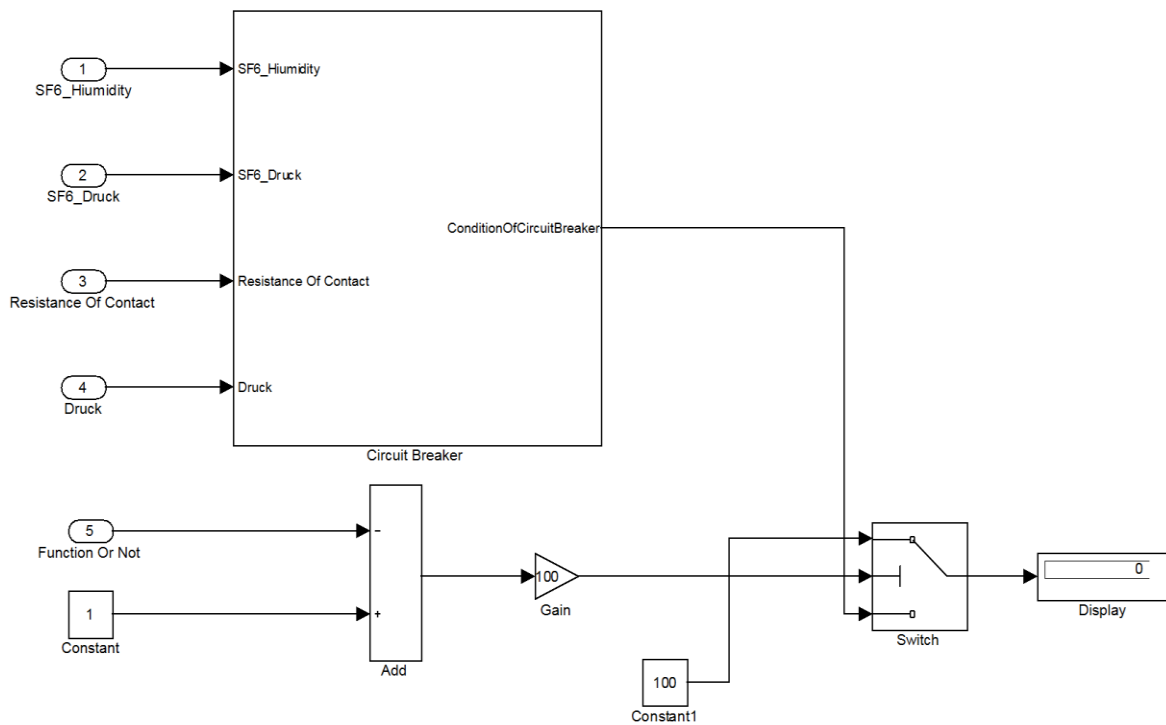 1
SF6_Hiumidity
SF6_Hiumidity
2
SF6_Druck
SF6_Druck
ConditionOfCircuitBreaker
3
Resistance Of Contact
Resistance Of Contact
4
Druck
Druck
Circuit Breaker
5
Function Or Not
−
1
Constant
+
Add
100
Gain
100
Constant1
Switch
0
Display